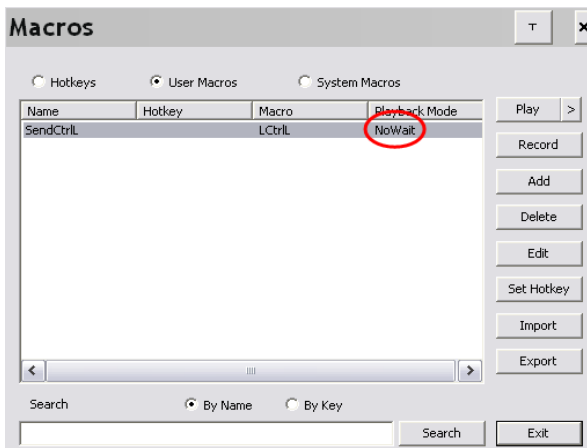 Macros
T
x
Hotkeys User Macros System Macros
Name Hotkey Macro Playback Mode
SendCtrlL LCtrlL NoWait
Play >
Record
Add
Delete
Edit
Set Hotkey
Import
Export
Search By Name By Key
Search Exit